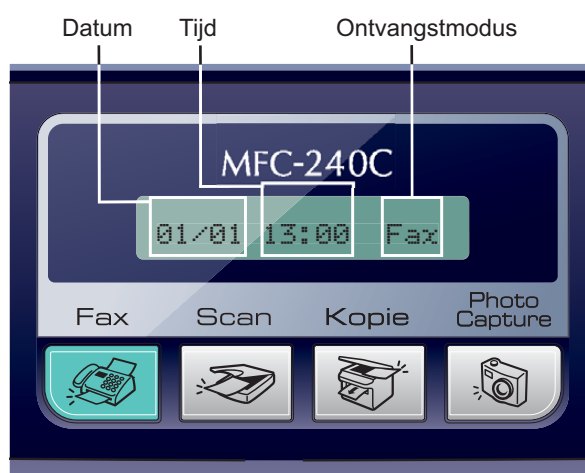 Datum Tijd Ontvangstmodus
MFC-240C
01/01 13:00 Fax
Fax Scan Kopie Photo Capture